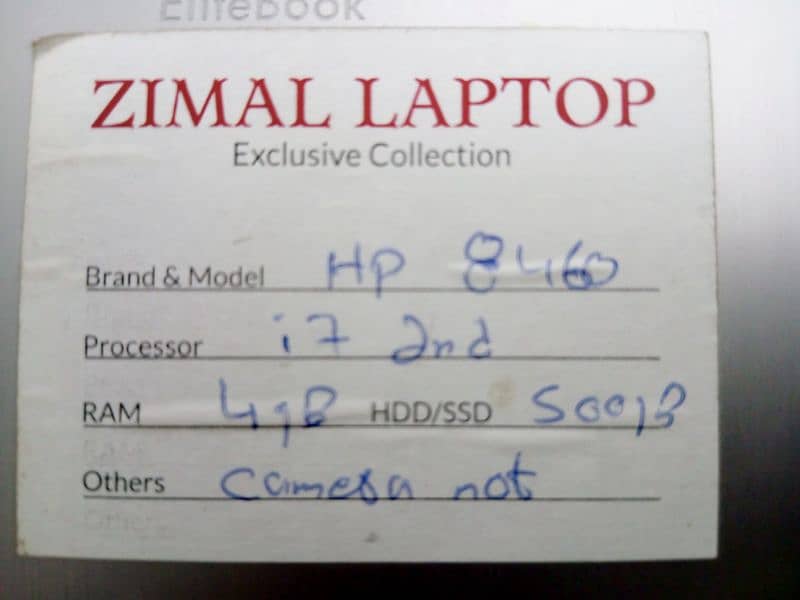 Elitebook
ZIMAL LAPTOP
Exclusive Collection
Brand & Model HP 8460
Processor i7 2nd
RAM 4gB HDD/SSD 500gB
Others camera not